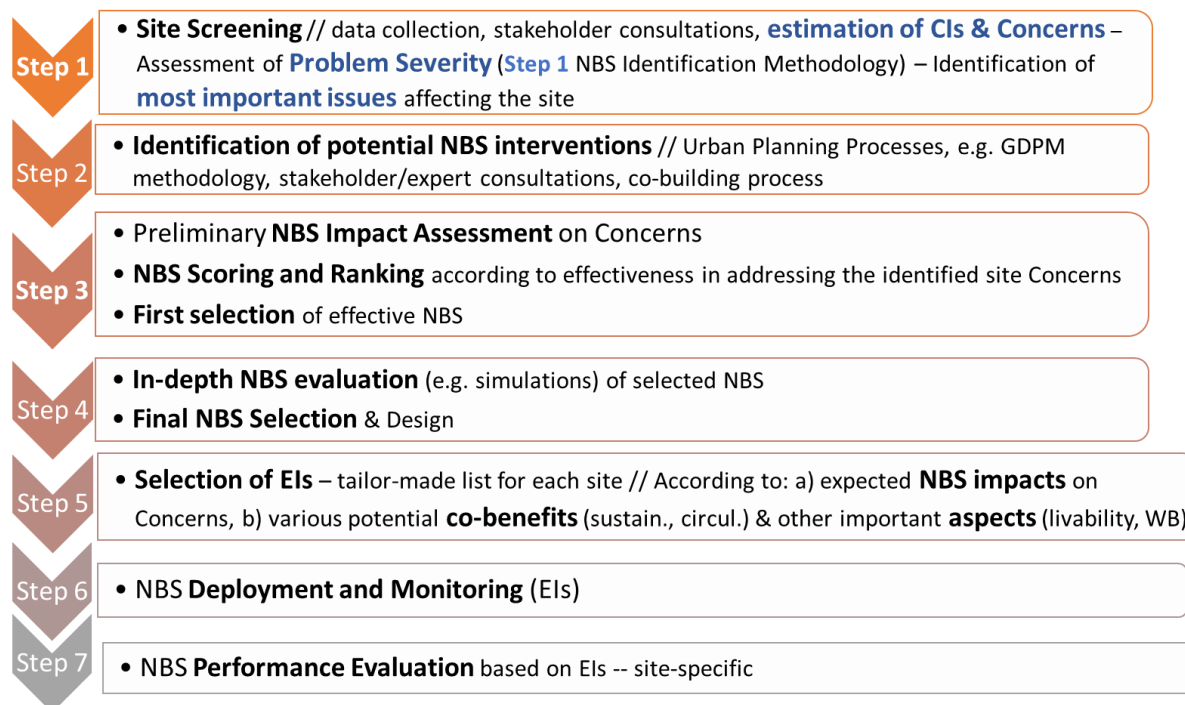 Step 1
• Site Screening // data collection, stakeholder consultations, estimation of CIs & Concerns –
Assessment of Problem Severity (Step 1 NBS Identification Methodology) – Identification of
most important issues affecting the site
Step 2
• Identification of potential NBS interventions // Urban Planning Processes, e.g. GDPM
methodology, stakeholder/expert consultations, co-building process
Step 3
• Preliminary NBS Impact Assessment on Concerns
• NBS Scoring and Ranking according to effectiveness in addressing the identified site Concerns
• First selection of effective NBS
Step 4
• In-depth NBS evaluation (e.g. simulations) of selected NBS
• Final NBS Selection & Design
Step 5
• Selection of EIs – tailor-made list for each site // According to: a) expected NBS impacts on
Concerns, b) various potential co-benefits (sustain., circul.) & other important aspects (livability, WB)
Step 6
• NBS Deployment and Monitoring (EIs)
Step 7
• NBS Performance Evaluation based on EIs -- site-specific